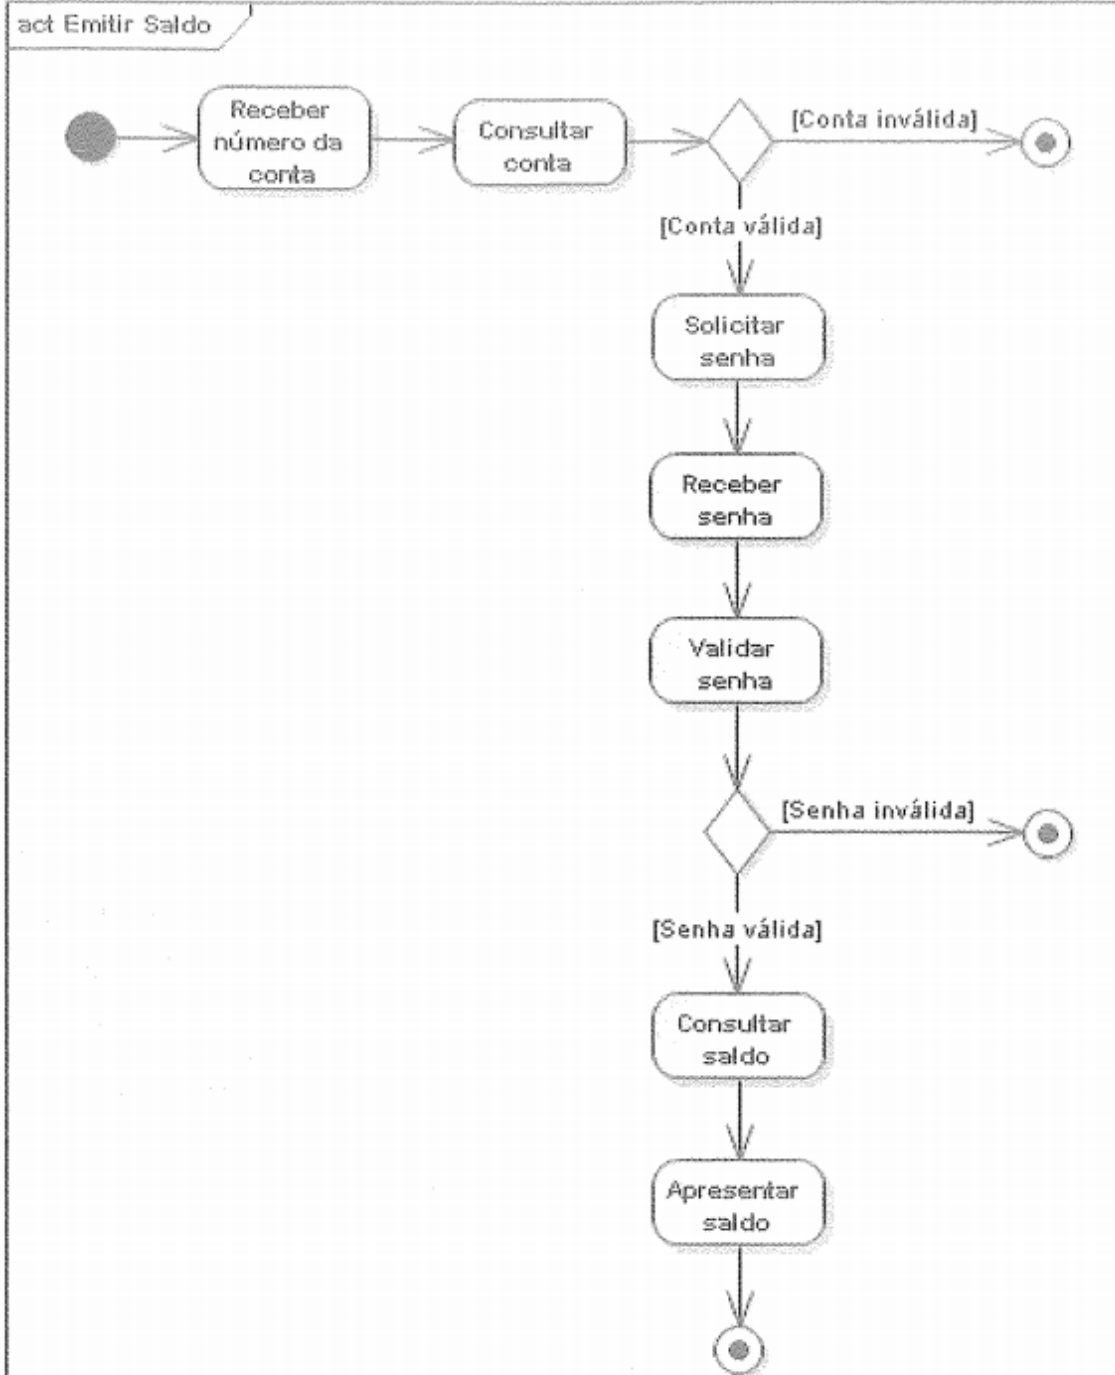 act Emitir Saldo
Receber
número da
conta
Consultar
conta
[Conta inválida]
[Conta válida]
Solicitar
senha
Receber
senha
Validar
senha
[Senha inválida]
[Senha válida]
Consultar
saldo
Apresentar
saldo